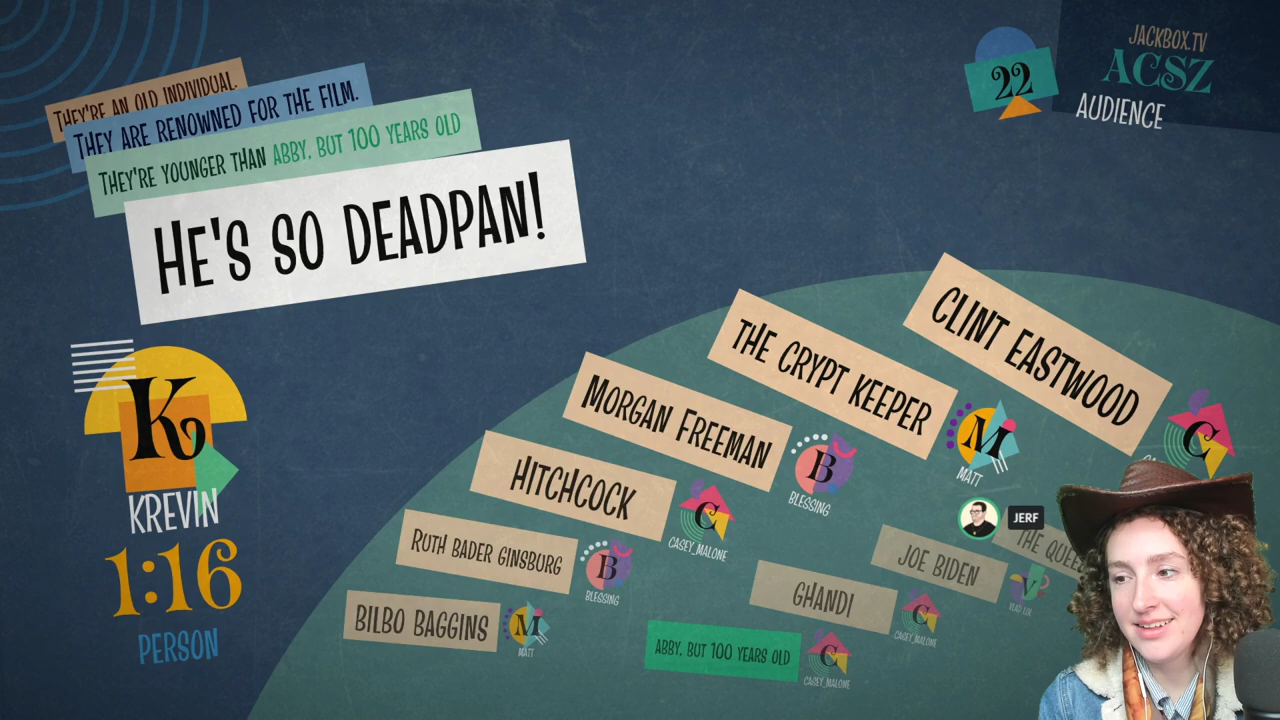 THEY'RE AN OLD INDIVIDUAL.
THEY ARE RENOWNED FOR THE FILM.
THEY'RE YOUNGER THAN ABBY, BUT 100 YEARS OLD
HE'S SO DEADPAN!
22
JACKBOX.TV
ACSZ
AUDIENCE
K
KREVIN
1:16
PERSON
CLINT EASTWOOD
C
THE CRYPT KEEPER
M
MATT
MORGAN FREEMAN
B
BLESSING
HITCHCOCK
C
CASEY_MALONE
JERF
THE QUEE
RUTH BADER GINSBURG
B
BLESSING
JOE BIDEN
V
VLAD LOL
GHANDI
C
CASEY_MALONE
BILBO BAGGINS
M
MATT
ABBY, BUT 100 YEARS OLD
C
CASEY_MALONE